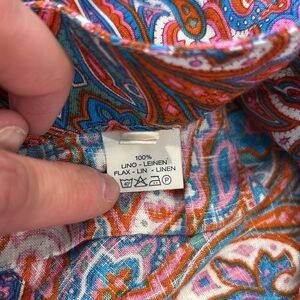 100%
LINO - LEINEN
FLAX - LIN - LINEN
P